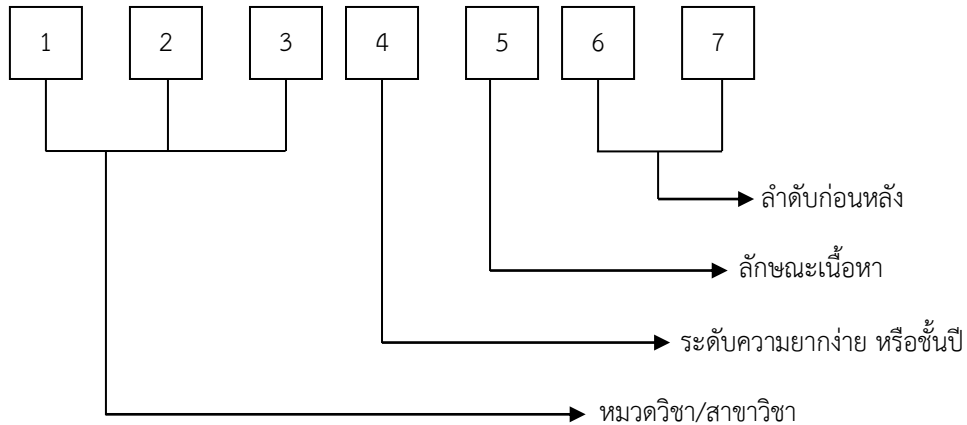 1 2 3 4 5 6 7
ลำดับก่อนหลัง
ลักษณะเนื้อหา
ระดับความยากง่าย หรือชั้นปี
หมวดวิชา/สาขาวิชา